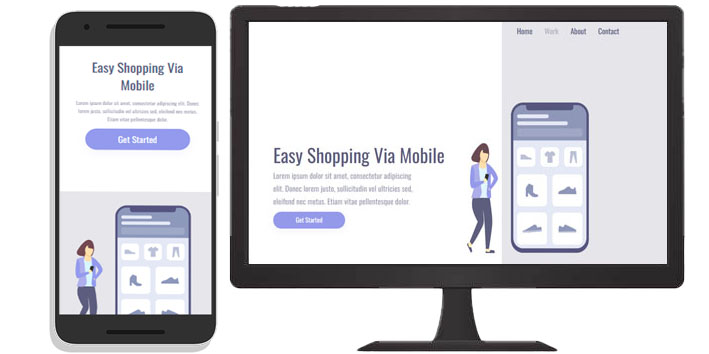 Easy Shopping Via
Mobile
Lorem ipsum dolor sit amet, consectetur adipiscing elit. Donec
lorem justo, sollicitudin vel ultricies sed, eleifend nec metus.
Etiam vitae pellentesque dolor.
Get Started
Home Work About Contact
Easy Shopping Via Mobile
Lorem ipsum dolor sit amet, consectetur adipiscing
elit. Donec lorem justo, sollicitudin vel ultricies sed,
eleifend nec metus. Etiam vitae pellentesque dolor.
Get Started